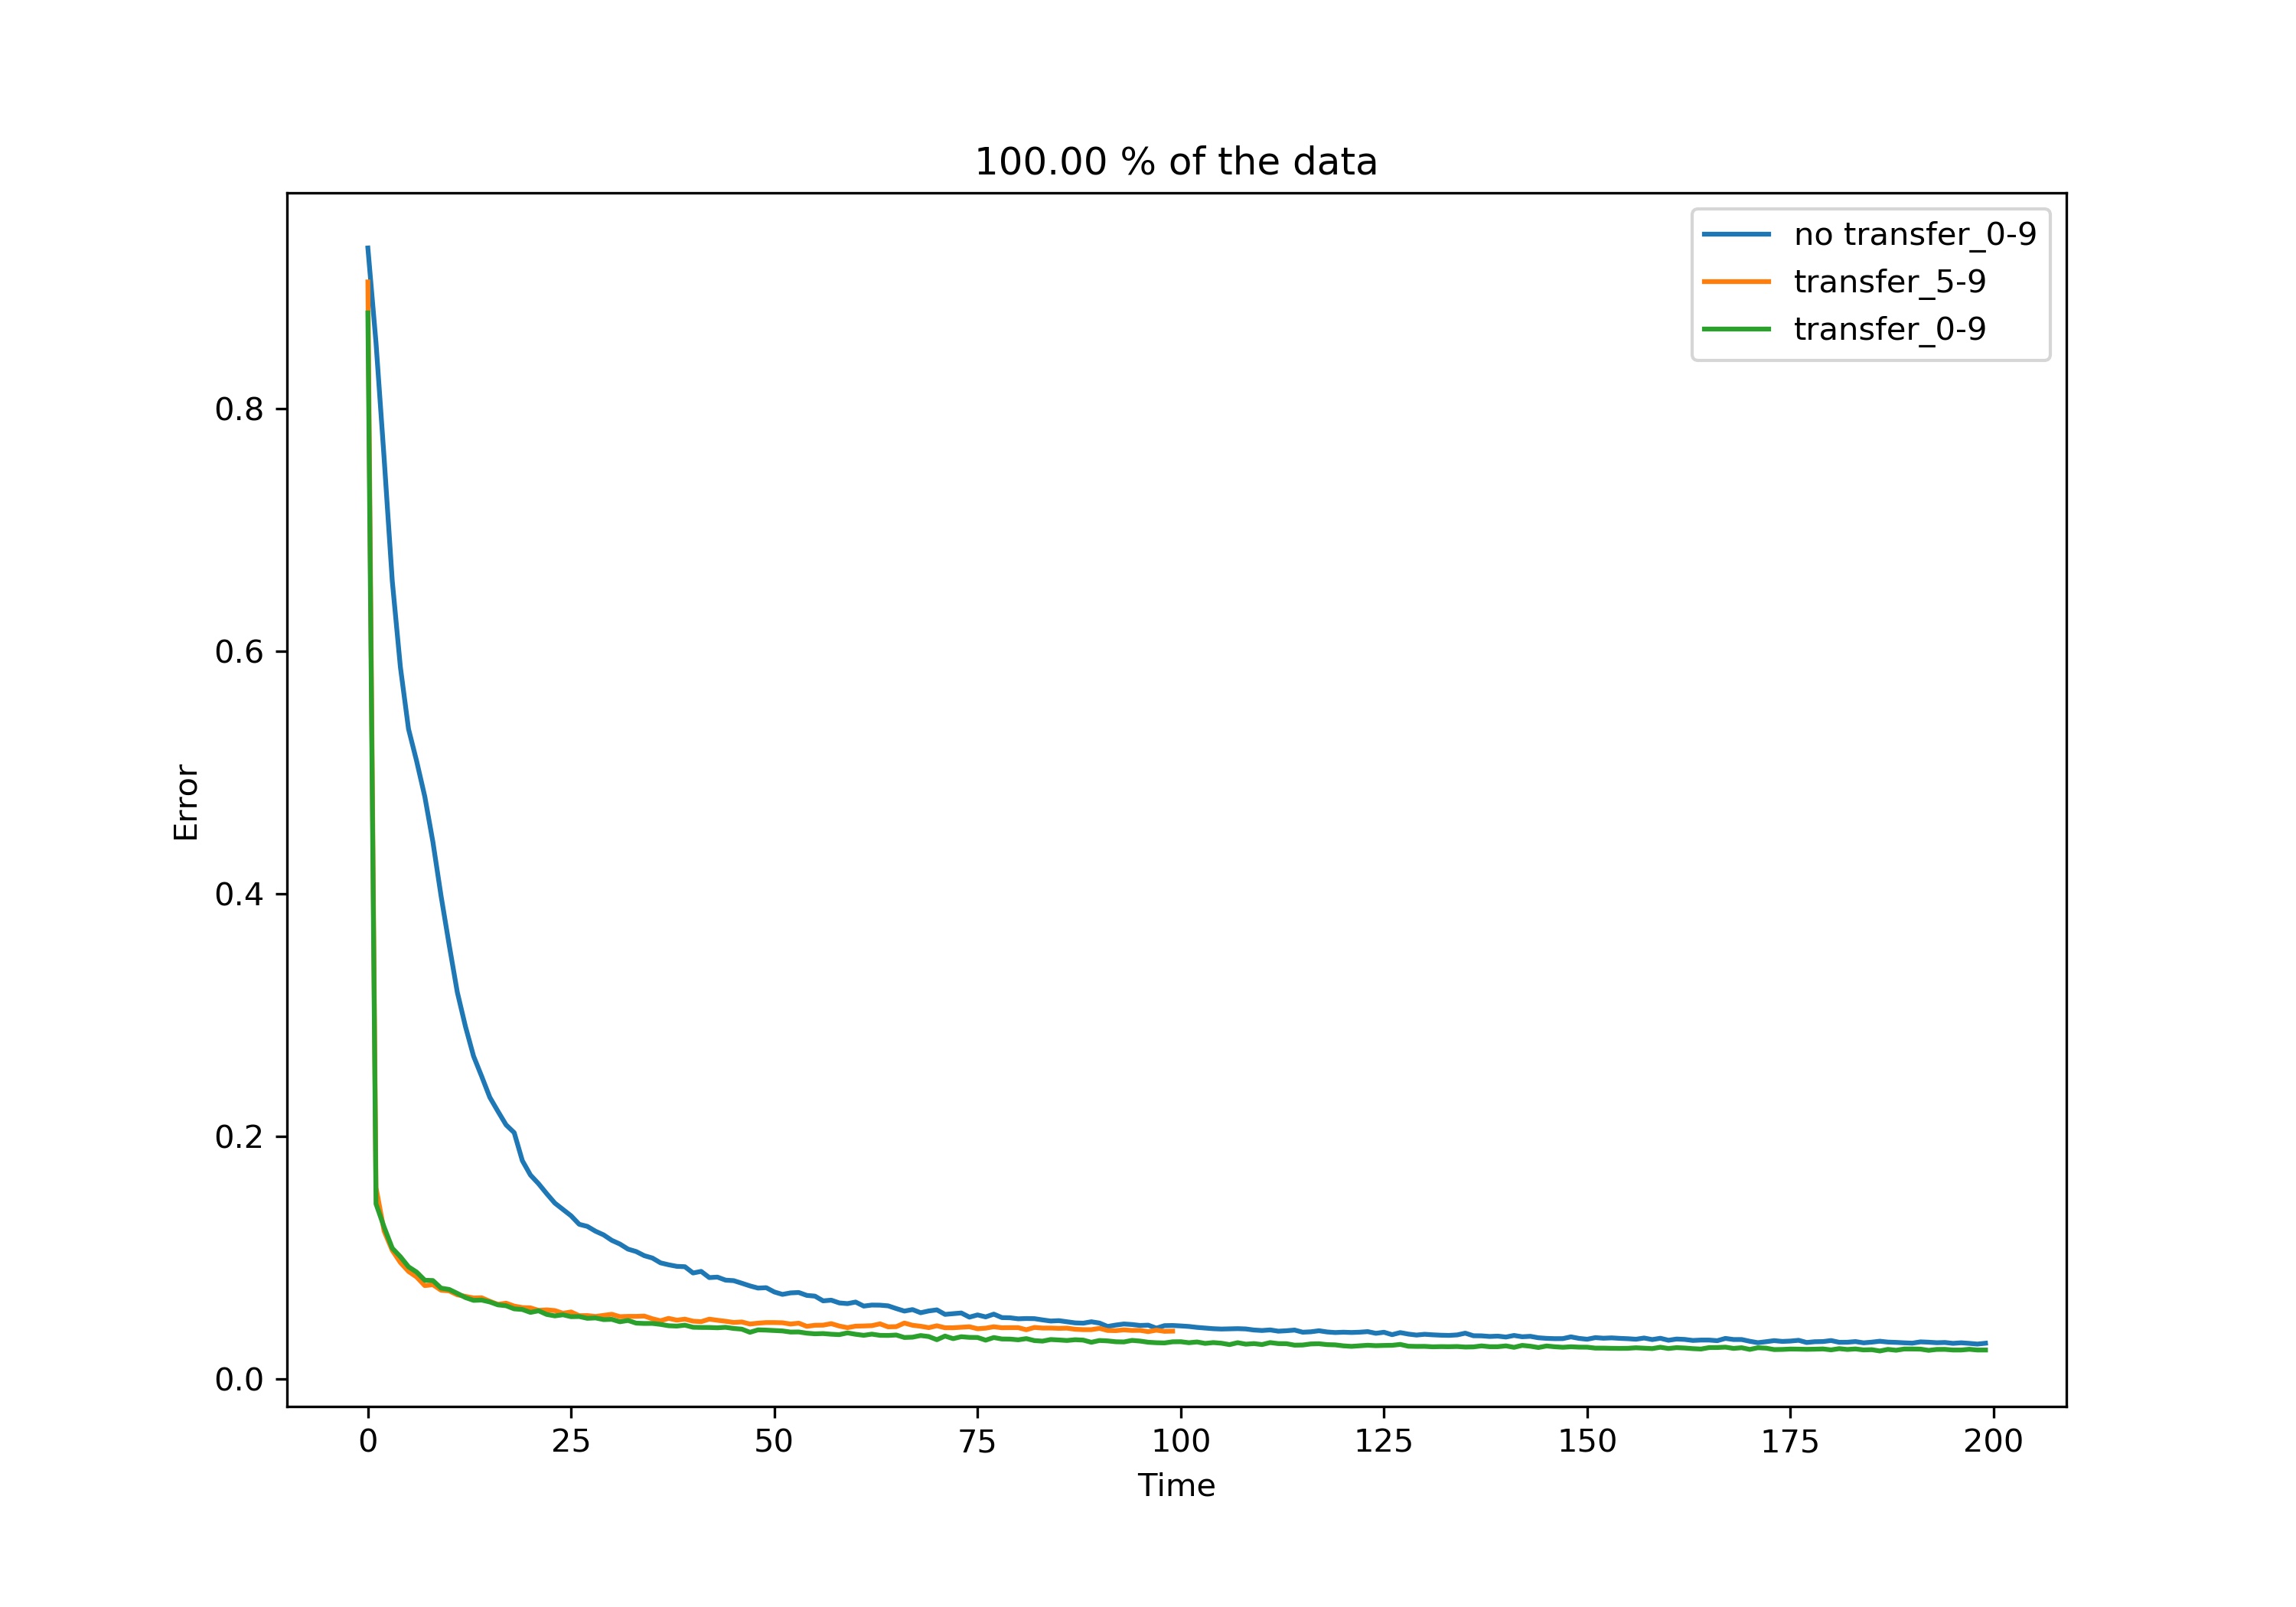 100.00 % of the data
no transfer_0-9
transfer_5-9
transfer_0-9
0.8
0.6
0.4
0.2
0.0
Error
0 25 50 75 100 125 150 175 200
Time